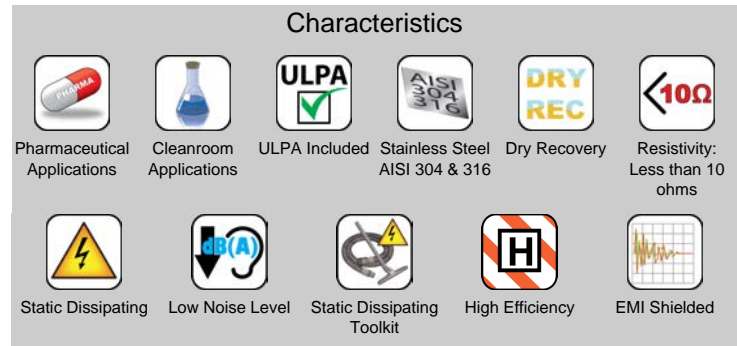 Characteristics
PHARMA
ULPA
AISI
304
316
DRY
REC
<10Ω
Pharmaceutical
Applications
Cleanroom
Applications
ULPA Included
Stainless Steel
AISI 304 & 316
Dry Recovery
Resistivity:
Less than 10
ohms
dB(A)
H
Static Dissipating
Low Noise Level
Static Dissipating
Toolkit
High Efficiency
EMI Shielded